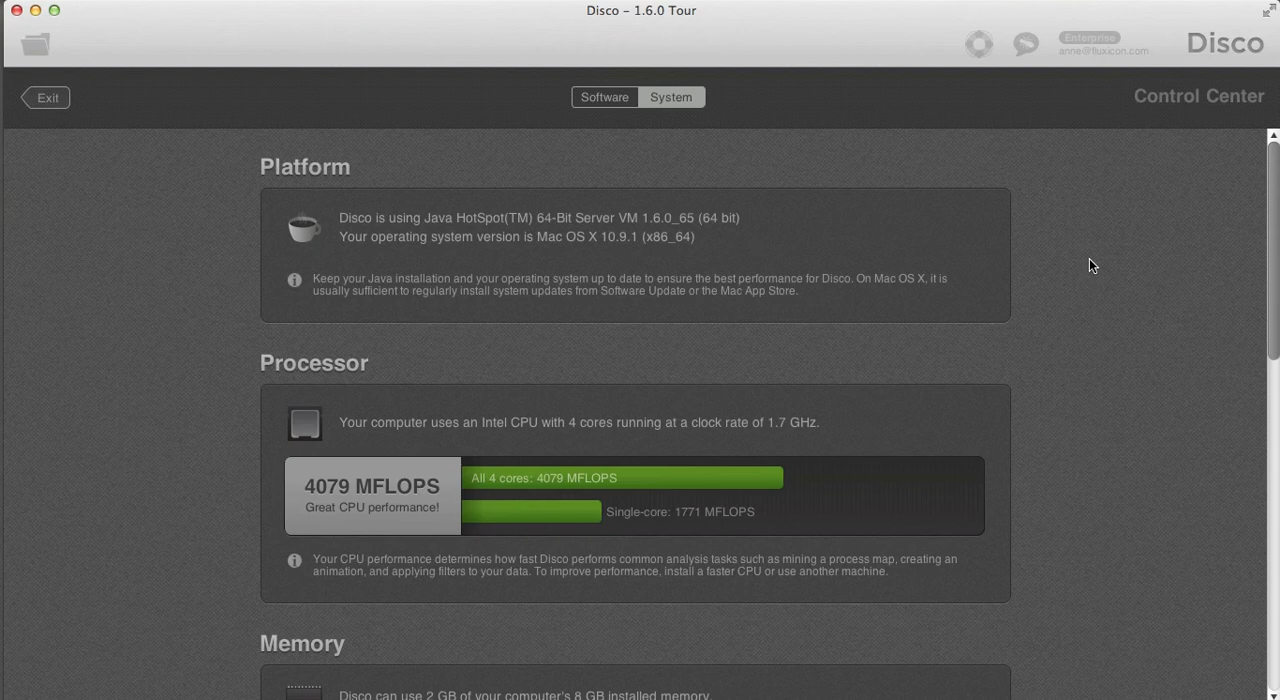 Disco – 1.6.0 Tour
Enterprise
anne@fluxicon.com
Disco
Exit
Software
System
Control Center
Platform
Disco is using Java HotSpot(TM) 64-Bit Server VM 1.6.0_65 (64 bit)
Your operating system version is Mac OS X 10.9.1 (x86_64)
Keep your Java installation and your operating system up to date to ensure the best performance for Disco. On Mac OS X, it is
usually sufficient to regularly install system updates from Software Update or the Mac App Store.
Processor
Your computer uses an Intel CPU with 4 cores running at a clock rate of 1.7 GHz.
4079 MFLOPS
Great CPU performance!
All 4 cores: 4079 MFLOPS
Single-core: 1771 MFLOPS
Your CPU performance determines how fast Disco performs common analysis tasks such as mining a process map, creating an
animation, and applying filters to your data. To improve performance, install a faster CPU or use another machine.
Memory
Disco can use 2 GB of your computer's 8 GB installed memory.